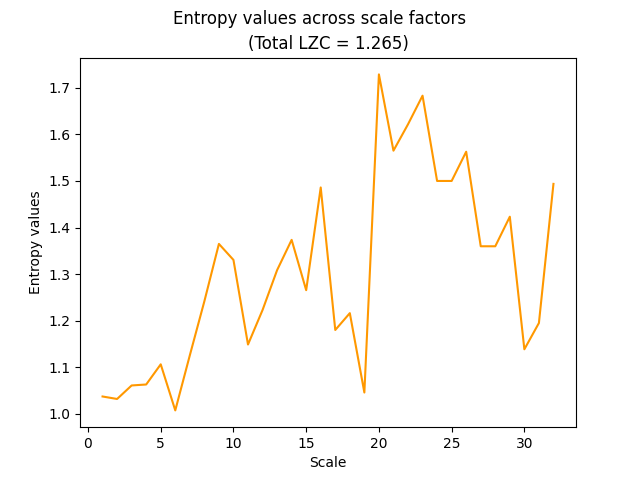 Entropy values across scale factors
(Total LZC = 1.265)
Entropy values
1.7
1.6
1.5
1.4
1.3
1.2
1.1
1.0
0 5 10 15 20 25 30
Scale